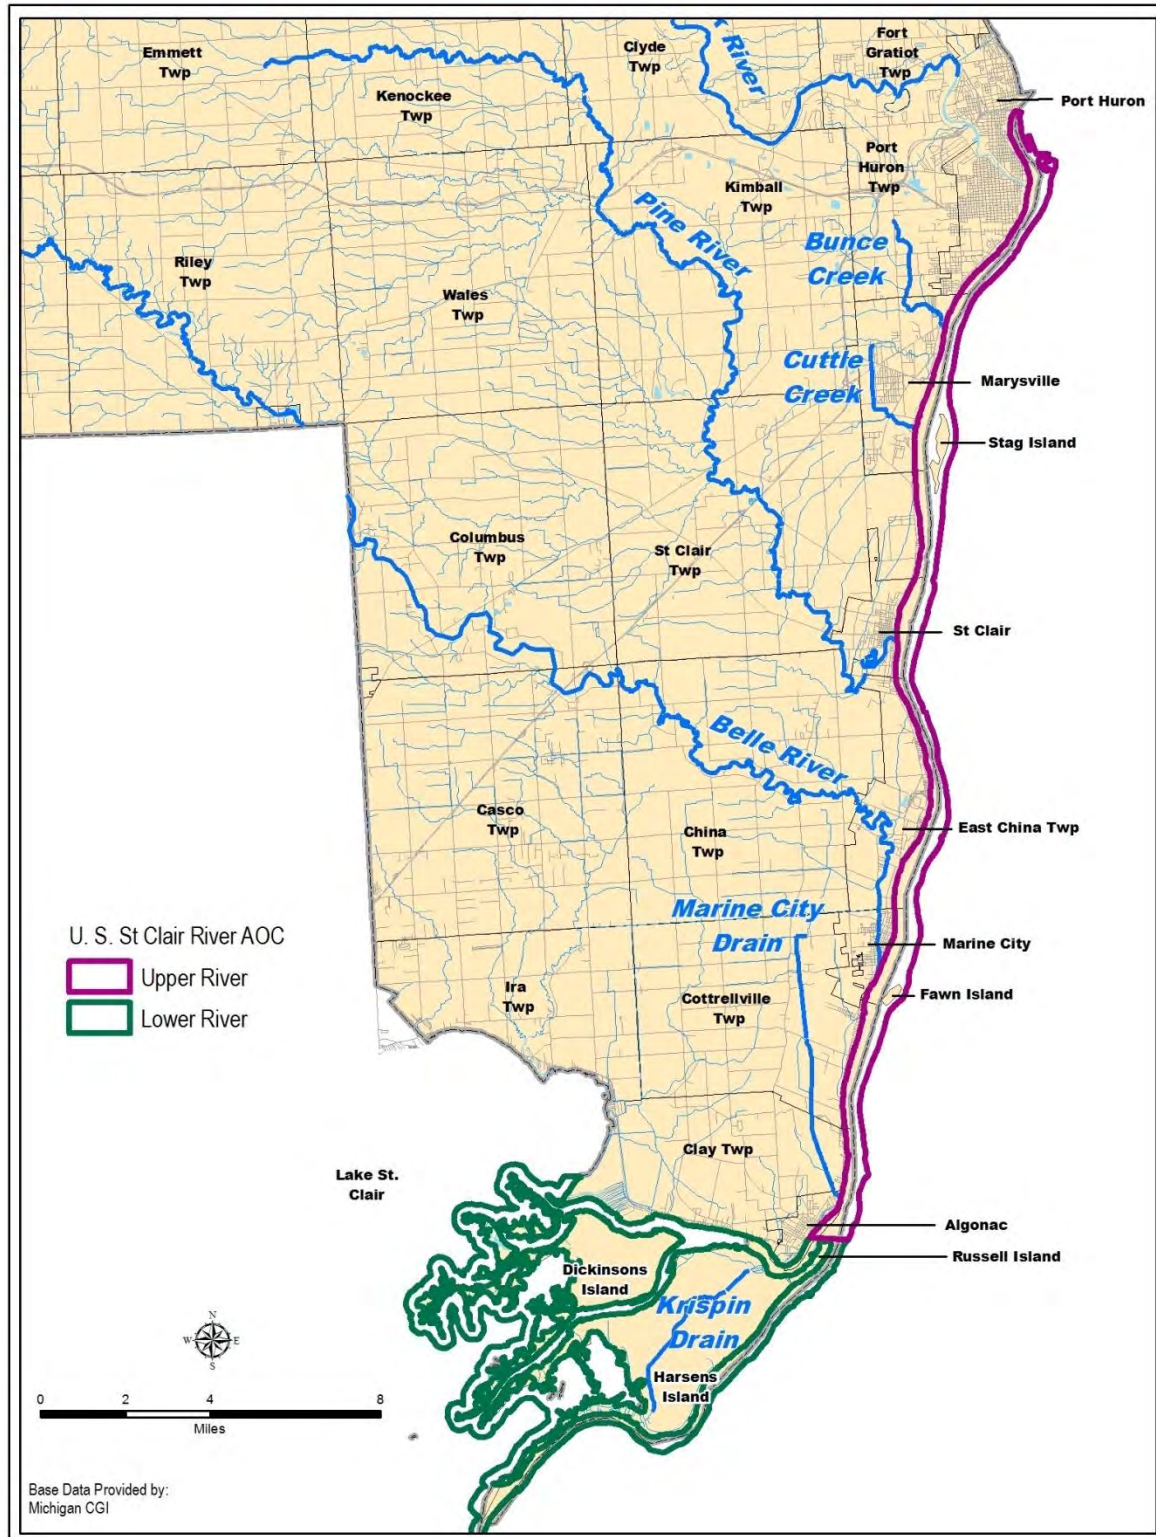 Emmett
Twp
Kenockee
Twp
Clyde
Twp
River
Fort
Gratiot
Twp
Port Huron
Port
Huron
Twp
Kimball
Twp
Pine River
Bunce
Creek
Riley
Twp
Wales
Twp
Cuttle
Creek
Marysville
Stag Island
Columbus
Twp
St Clair
Twp
St Clair
Belle River
Casco
Twp
China
Twp
East China Twp
Marine City
Drain
Marine City
U. S. St Clair River AOC
Upper River
Lower River
Ira
Twp
Cottrellville
Twp
Fawn Island
Clay Twp
Lake St.
Clair
Algonac
Russell Island
Dickinsons
Island
Krispin
Drain
Harsens
Island
N
W E
S
0 2 4 8
Miles
Base Data Provided by:
Michigan CGI